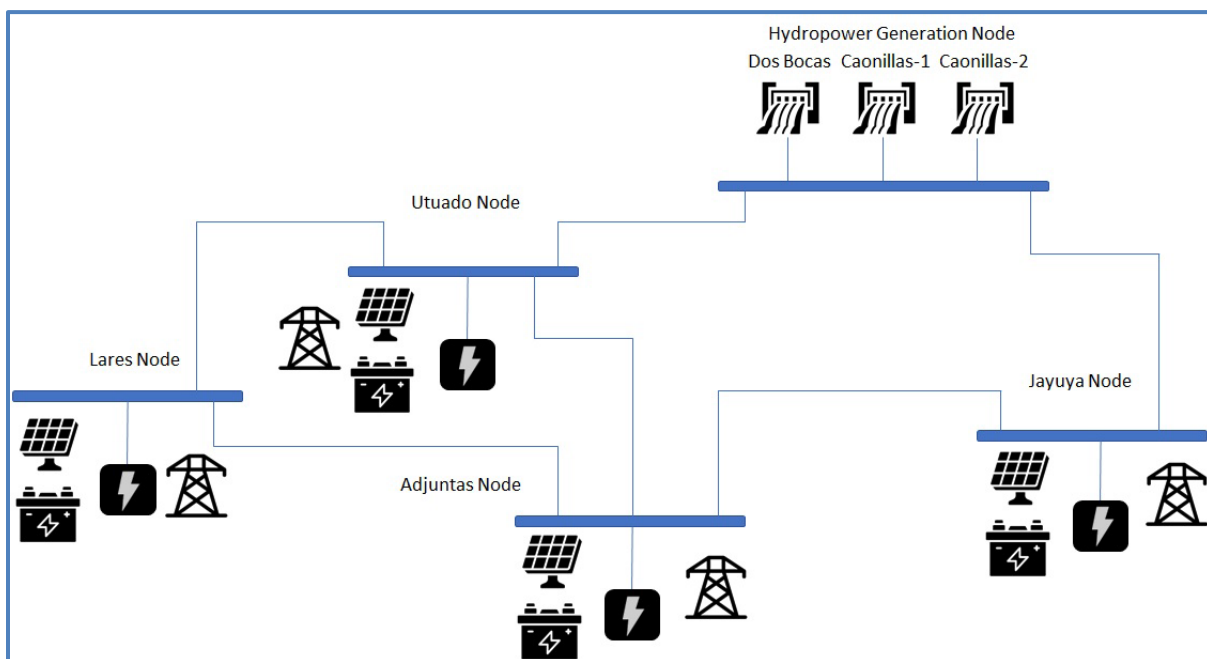 Hydropower Generation Node
Dos Bocas Caonillas-1 Caonillas-2
Utuado Node
Lares Node
Jayuya Node
Adjuntas Node